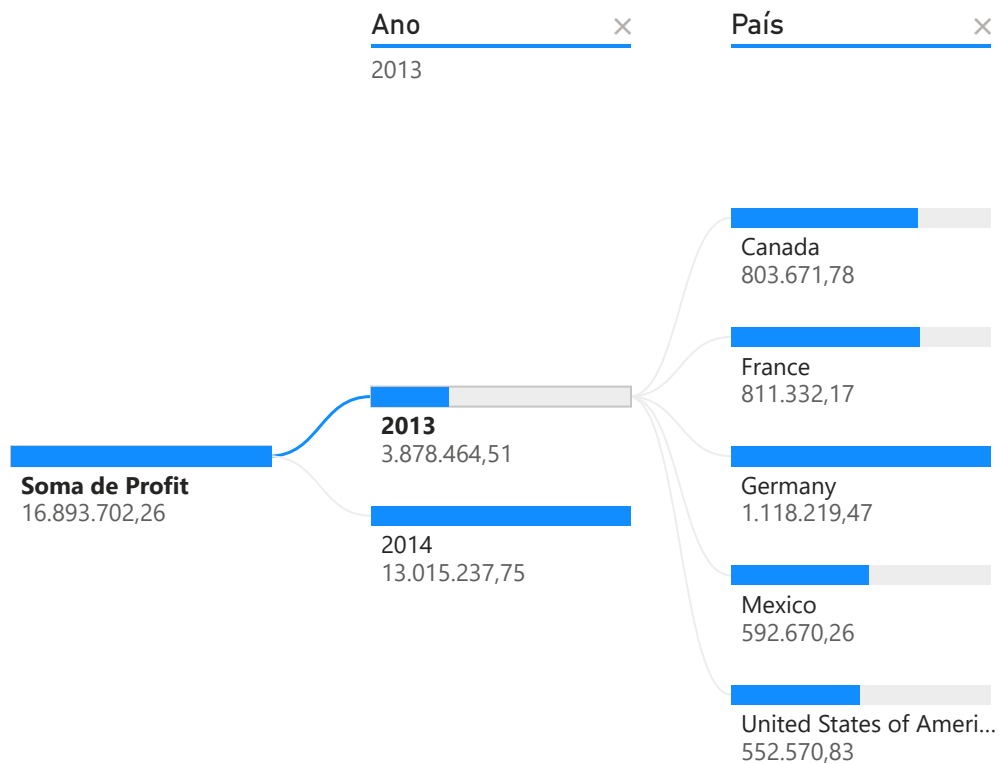 Ano
País
2013
Canada
803.671,78
France
811.332,17
2013
3.878.464,51
Soma de Profit
16.893.702,26
Germany
1.118.219,47
2014
13.015.237,75
Mexico
592.670,26
United States of Ameri...
552.570,83